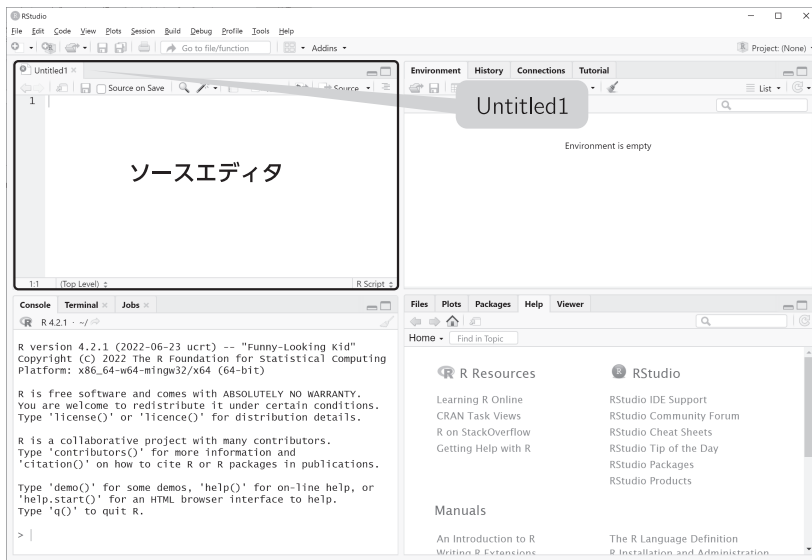 RStudio
File Edit Code View Plots Session Build Debug Profile Tools Help
Go to file/function Addins Project: (None)
Untitled1
Source on Save Source
1
ソースエディタ
1:1 (Top Level) R Script
Environment History Connections Tutorial
List
Untitled1
Environment is empty
Console Terminal Jobs
R 4.2.1 · ~/
R version 4.2.1 (2022-06-23 ucrt) -- "Funny-Looking Kid"
Copyright (C) 2022 The R Foundation for Statistical Computing
Platform: x86_64-w64-mingw32/x64 (64-bit)
R is free software and comes with ABSOLUTELY NO WARRANTY.
You are welcome to redistribute it under certain conditions.
Type 'license()' or 'licence()' for distribution details.
R is a collaborative project with many contributors.
Type 'contributors()' for more information and
'citation()' on how to cite R or R packages in publications.
Type 'demo()' for some demos, 'help()' for on-line help, or
'help.start()' for an HTML browser interface to help.
Type 'q()' to quit R.
>
Files Plots Packages Help Viewer
Home Find in Topic
R Resources
Learning R Online
CRAN Task Views
R on StackOverflow
Getting Help with R
RStudio
RStudio IDE Support
RStudio Community Forum
RStudio Cheat Sheets
RStudio Tip of the Day
RStudio Packages
RStudio Products
Manuals
An Introduction to R
The R Language Definition
Writing R Extensions
R Installation and Administration